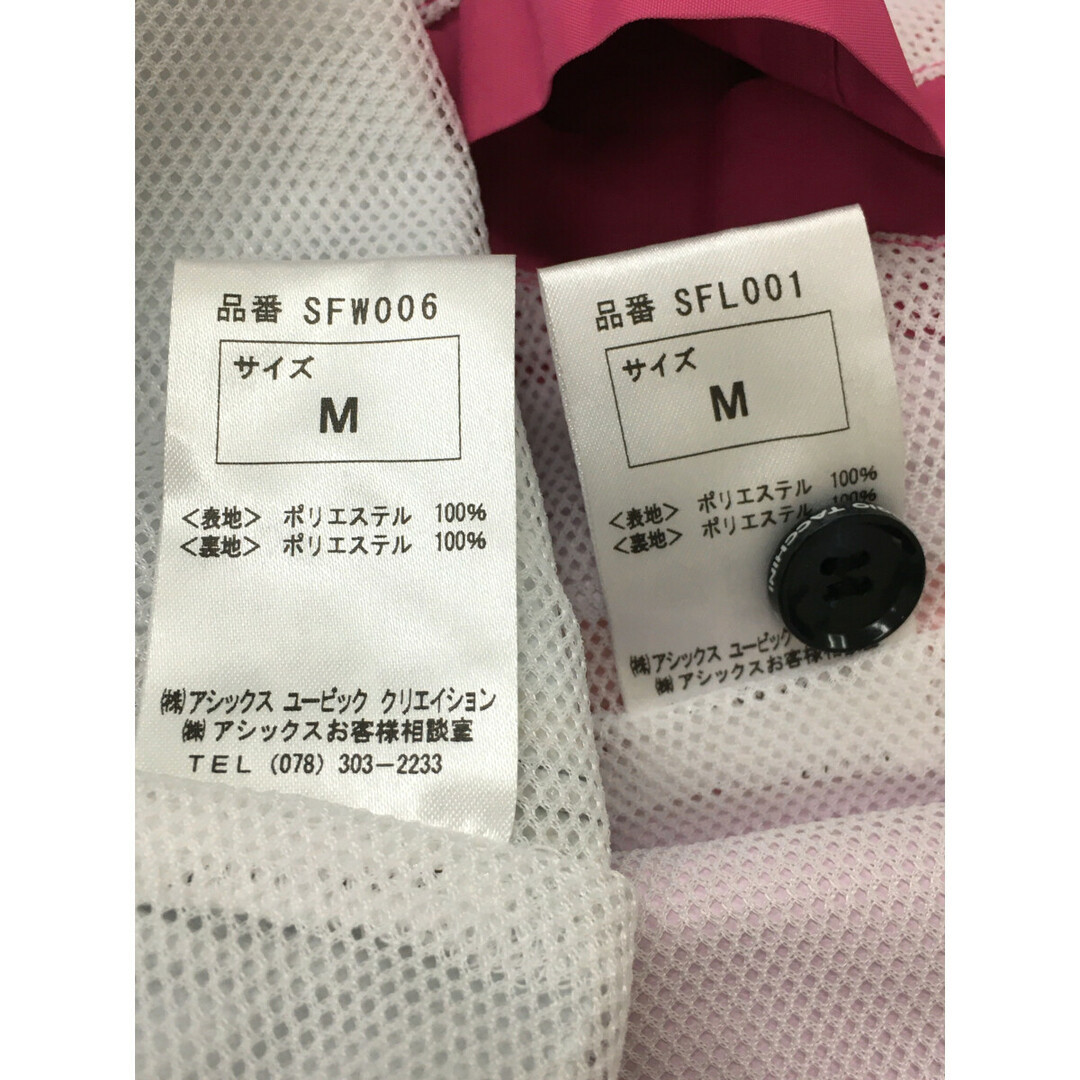 品番 SFW006
サイズ
M
<表地> ポリエステル 100%
<裏地> ポリエステル 100%
㈱アシックス ユービック クリエイション
㈱アシックスお客様相談室
TEL (078) 303-2233
品番 SFL001
サイズ
M
<表地> ポリエステル 100%
<裏地> ポリエステル 100%
㈱アシックス ユービック
㈱アシックスお客様相
TACCHINI